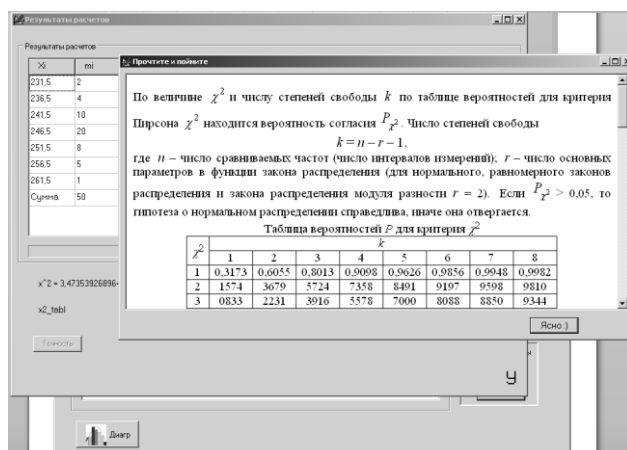 Результаты расчетов
Результаты расчетов
Xi mi
231,5 2
236,5 4
241,5 10
246,5 20
251,5 8
256,5 5
261,5 1
Сумма 50
x^2 = 3,47353926896
x2_tabl
Точность
Прочтите и поймите
По величине χ² и числу степеней свободы k по таблице вероятностей для критерия
Пирсона χ² находится вероятность согласия Pχ². Число степеней свободы
k = n – r – 1,
где n – число сравниваемых частот (число интервалов измерений); r – число основных
параметров в функции закона распределения (для нормального, равномерного законов
распределения и закона распределения модуля разности r = 2). Если Pχ² > 0,05, то
гипотеза о нормальном распределении справедлива, иначе она отвергается.
Таблица вероятностей P для критерия χ²
χ² k
1 2 3 4 5 6 7 8
1 0,3173 0,6055 0,8013 0,9098 0,9626 0,9856 0,9948 0,9982
2 1574 3679 5724 7358 8491 9197 9598 9810
3 0833 2231 3916 5578 7000 8088 8850 9344
Ясно :)
У
Диагр